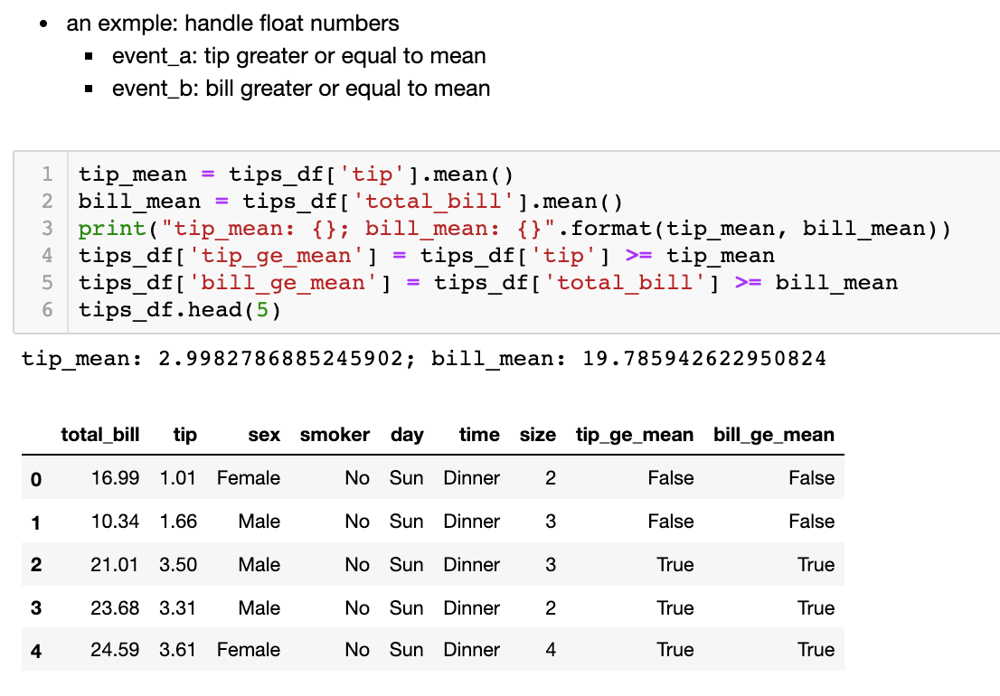 an exmple: handle float numbers
event_a: tip greater or equal to mean
event_b: bill greater or equal to mean
1 tip_mean = tips_df['tip'].mean()
2 bill_mean = tips_df['total_bill'].mean()
3 print("tip_mean: {}; bill_mean: {}".format(tip_mean, bill_mean))
4 tips_df['tip_ge_mean'] = tips_df['tip'] >= tip_mean
5 tips_df['bill_ge_mean'] = tips_df['total_bill'] >= bill_mean
6 tips_df.head(5)
tip_mean: 2.9982786885245902; bill_mean: 19.785942622950824
total_bill tip sex smoker day time size tip_ge_mean bill_ge_mean
0 16.99 1.01 Female No Sun Dinner 2 False False
1 10.34 1.66 Male No Sun Dinner 3 False False
2 21.01 3.50 Male No Sun Dinner 3 True True
3 23.68 3.31 Male No Sun Dinner 2 True True
4 24.59 3.61 Female No Sun Dinner 4 True True